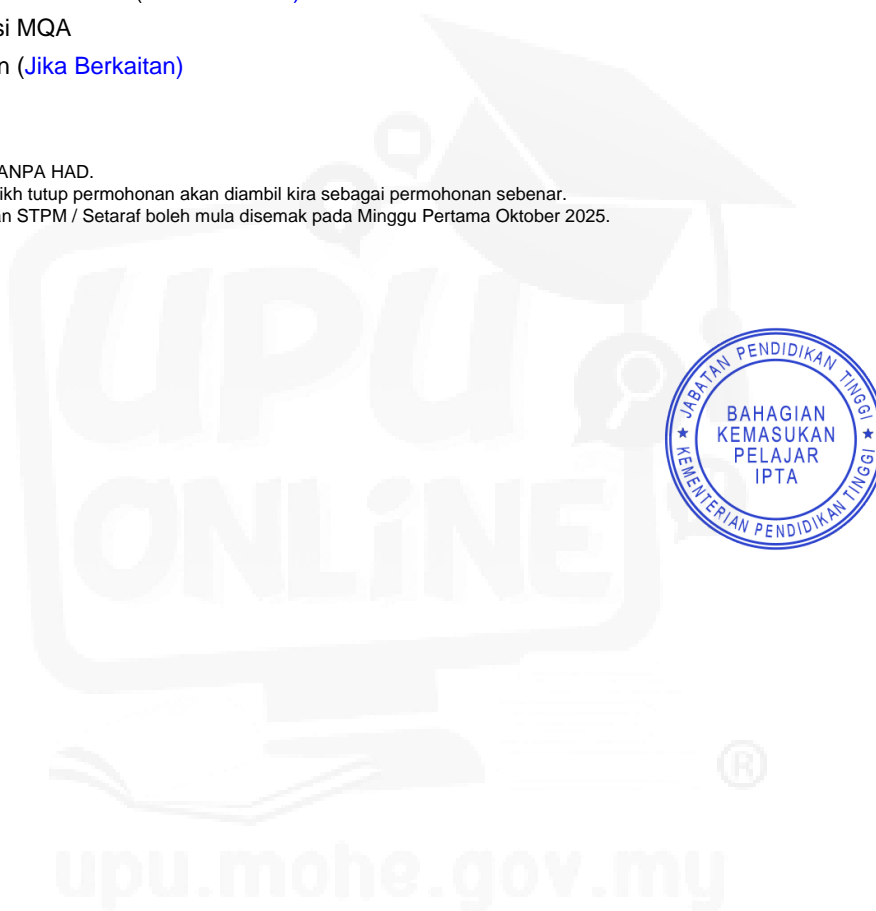 si MQA
n (Jika Berkaitan)
ANPA HAD.
ikh tutup permohonan akan diambil kira sebagai permohonan sebenar.
an STPM / Setaraf boleh mula disemak pada Minggu Pertama Oktober 2025.
UPU
ONLiNE
JABATAN PENDIDIKAN TINGGI
BAHAGIAN
KEMASUKAN
PELAJAR
IPTA
★ KEMENTERIAN PENDIDIKAN TINGGI ★
®
upu.mohe.gov.my